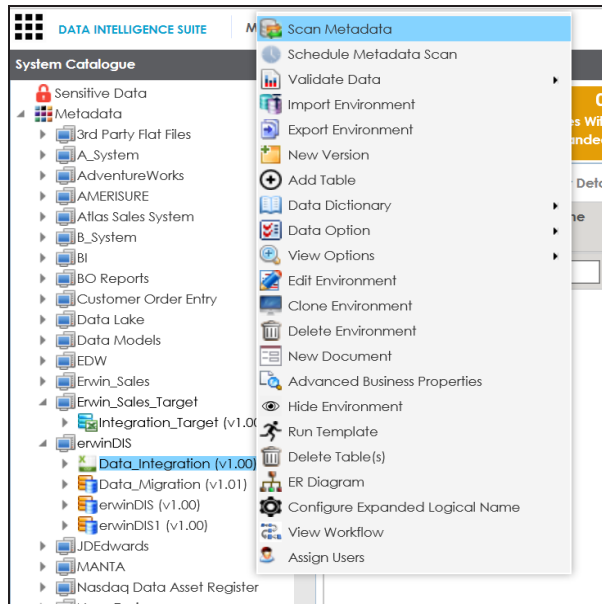 DATA INTELLIGENCE SUITE
M
System Catalogue
Sensitive Data
Metadata
3rd Party Flat Files
A_System
AdventureWorks
AMERISURE
Atlas Sales System
B_System
BI
BO Reports
Customer Order Entry
Data Lake
Data Models
EDW
Erwin_Sales
Erwin_Sales_Target
Integration_Target (v1.00
erwinDIS
Data_Integration (v1.00)
Data_Migration (v1.01)
erwinDIS (v1.00)
erwinDIS1 (v1.00)
JDEdwards
MANTA
Nasdaq Data Asset Register
Scan Metadata
Schedule Metadata Scan
Validate Data
Import Environment
Export Environment
New Version
Add Table
Data Dictionary
Data Option
View Options
Edit Environment
Clone Environment
Delete Environment
New Document
Advanced Business Properties
Hide Environment
Run Template
Delete Table(s)
ER Diagram
Configure Expanded Logical Name
View Workflow
Assign Users